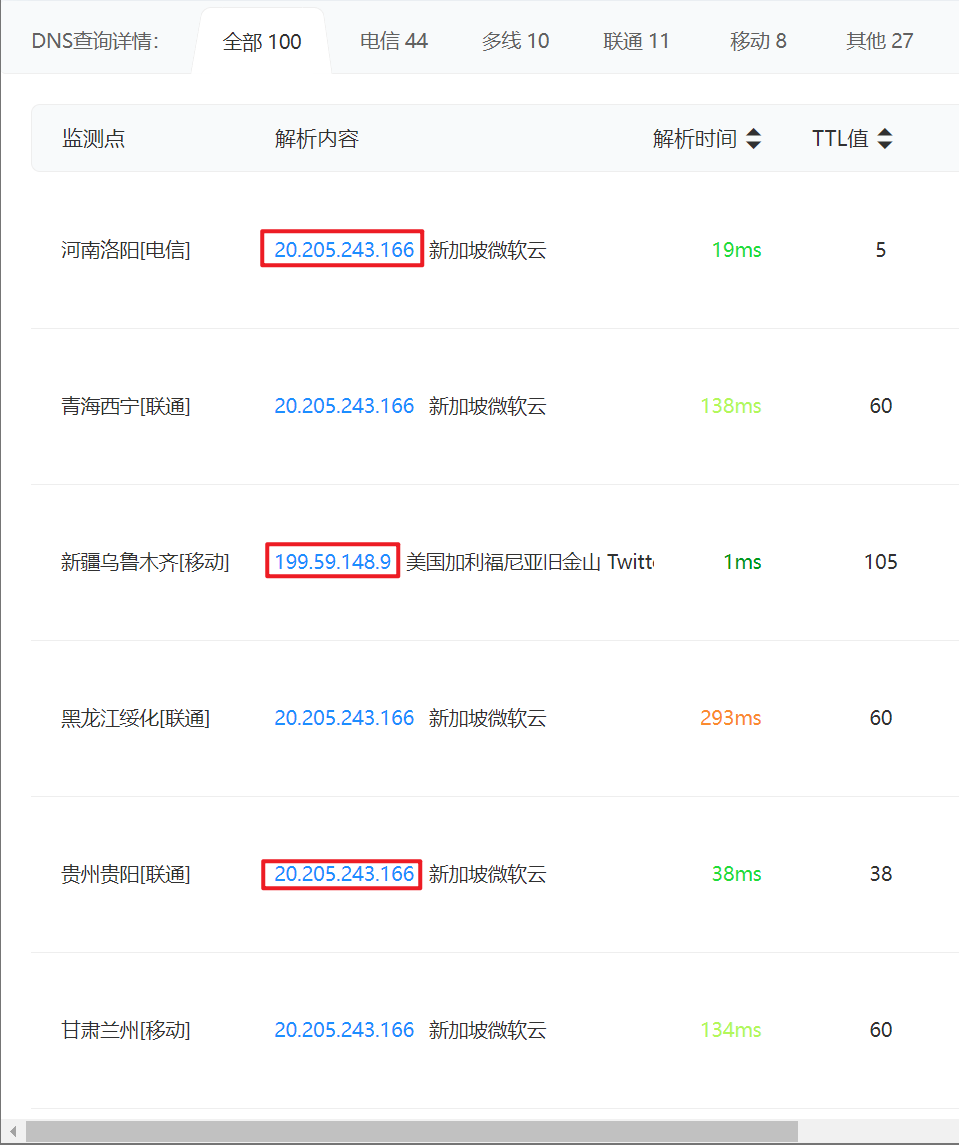 DNS查询详情: 全部 100 电信 44 多线 10 联通 11 移动 8 其他 27
监测点 解析内容 解析时间 TTL值
河南洛阳[电信] 20.205.243.166 新加坡微软云 19ms 5
青海西宁[联通] 20.205.243.166 新加坡微软云 138ms 60
新疆乌鲁木齐[移动] 199.59.148.9 美国加利福尼亚旧金山 Twitt 1ms 105
黑龙江绥化[联通] 20.205.243.166 新加坡微软云 293ms 60
贵州贵阳[联通] 20.205.243.166 新加坡微软云 38ms 38
甘肃兰州[移动] 20.205.243.166 新加坡微软云 134ms 60